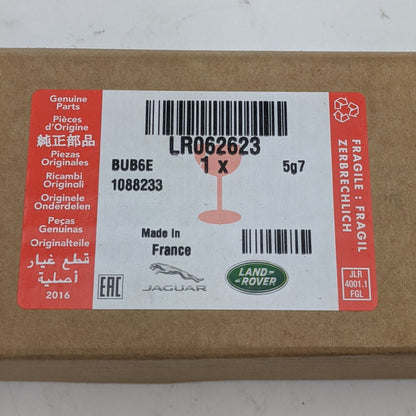 Genuine
Parts
Pièces
d'Origine
純正部品
Piezas
Originales
Ricambi
Originali
Originele
Onderdelen
Peças
Genuinas
Originalteile
قطع غيار
أصلية
2016
LR062623
1 x
BUB6E
5g7
1088233
Made in
France
EAC
JAGUAR
LAND-
-ROVER
FRAGILE : FRAGIL
ZERBRECHLICH
JLR
4001.1
FGL